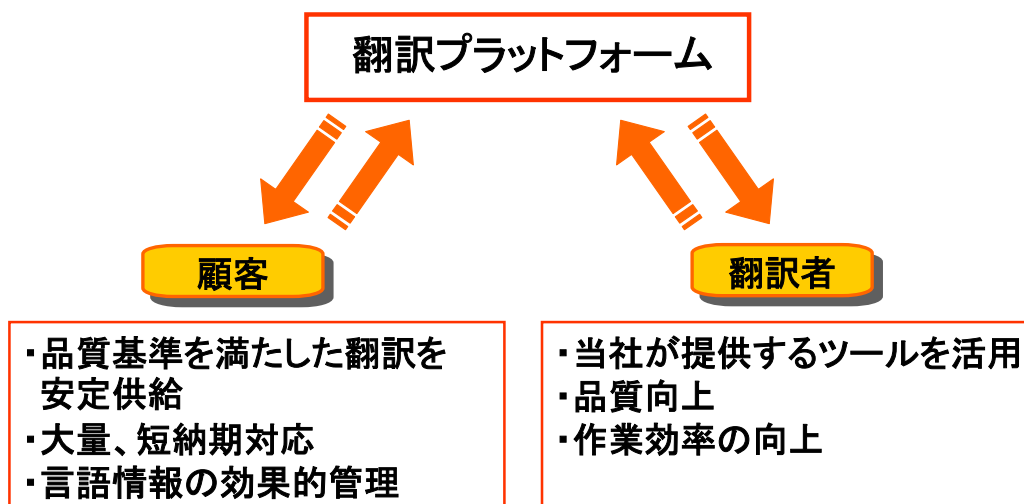 翻訳プラットフォーム
顧客
・品質基準を満たした翻訳を
安定供給
・大量、短納期対応
・言語情報の効果的管理
翻訳者
・当社が提供するツールを活用
・品質向上
・作業効率の向上